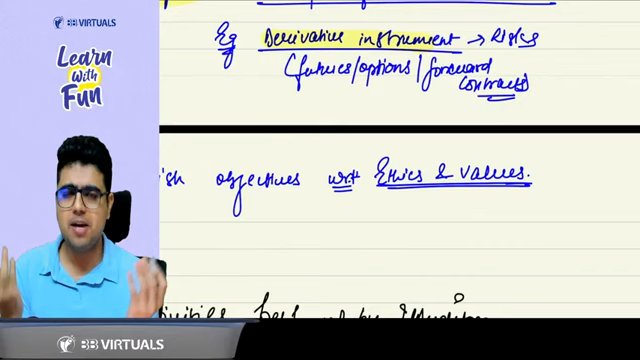 BB VIRTUALS
Learn
With
Fun
Eg Derivative instrument → Risks
(futures/options/forward
contracts)
objectives wrt Ethics & Values.
BB VIRTUALS